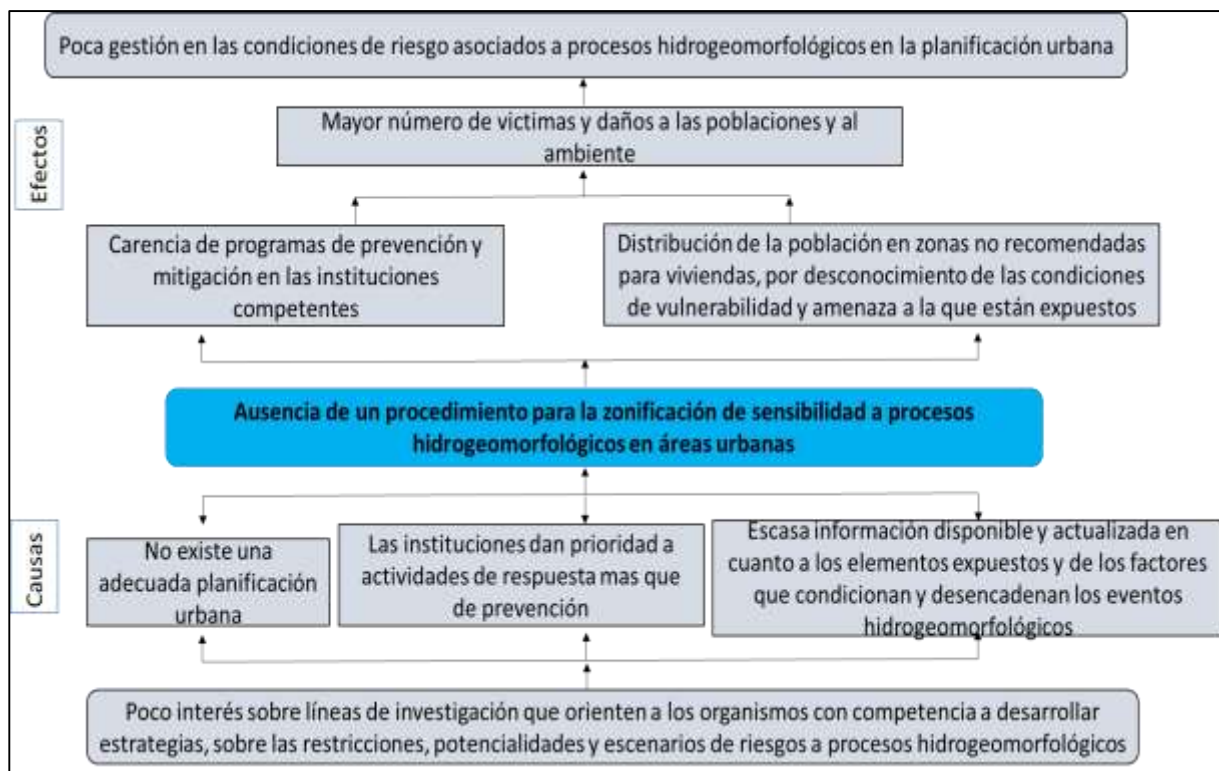 Poca gestión en las condiciones de riesgo asociados a procesos hidrogeomorfológicos en la planificación urbana
Efectos
Mayor número de victimas y daños a las poblaciones y al
ambiente
Carencia de programas de prevención y
mitigación en las instituciones
competentes
Distribución de la población en zonas no recomendadas
para viviendas, por desconocimiento de las condiciones
de vulnerabilidad y amenaza a la que están expuestos
Ausencia de un procedimiento para la zonificación de sensibilidad a procesos
hidrogeomorfológicos en áreas urbanas
Causas
No existe una
adecuada planificación
urbana
Las instituciones dan prioridad a
actividades de respuesta mas que
de prevención
Escasa información disponible y actualizada en
cuanto a los elementos expuestos y de los factores
que condicionan y desencadenan los eventos
hidrogeomorfológicos
Poco interés sobre líneas de investigación que orienten a los organismos con competencia a desarrollar
estrategias, sobre las restricciones, potencialidades y escenarios de riesgos a procesos hidrogeomorfológicos